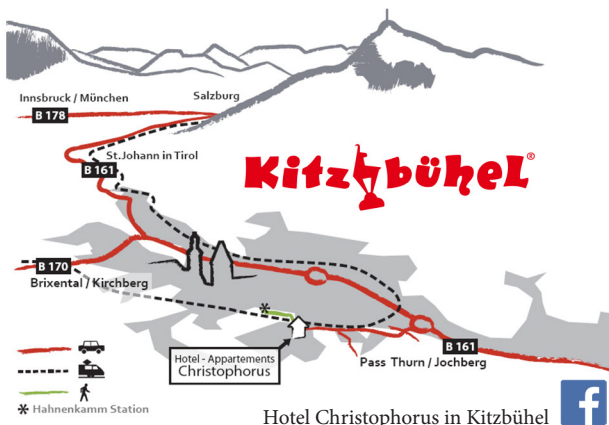 Innsbruck / München
Salzburg
B 178
St.Johann in Tirol
B 161
Kitzbühel®
B 170
Brixental / Kirchberg
*
Hotel - Appartements
Christophorus
B 161
Pass Thurn / Jochberg
* Hahnenkamm Station
Hotel Christophorus in Kitzbühel
f